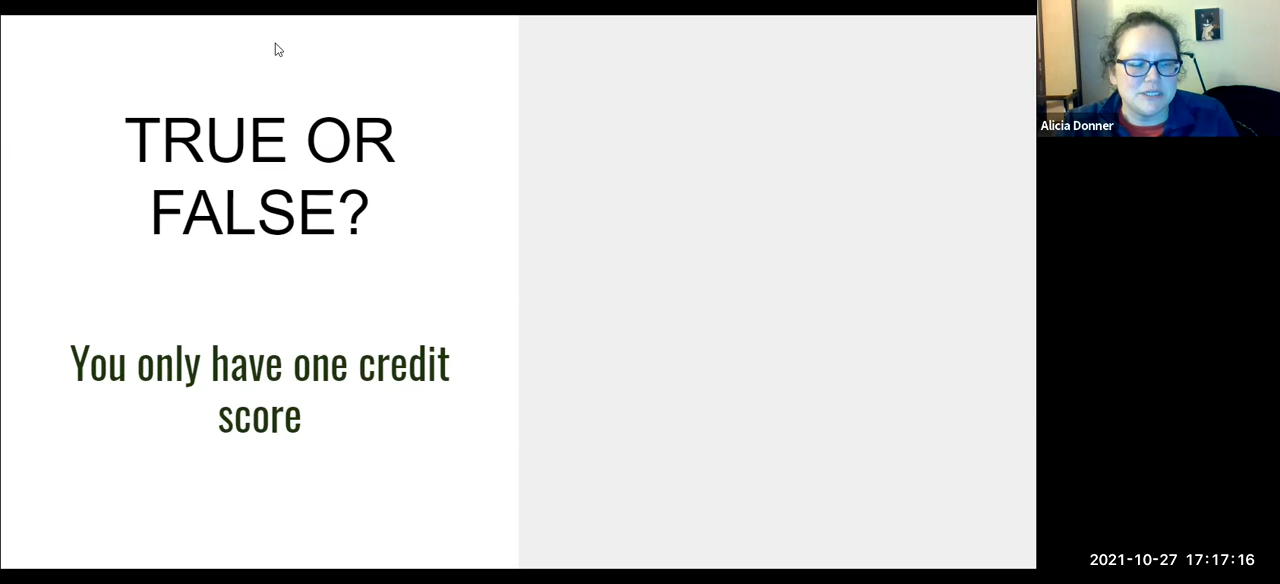 TRUE OR
FALSE?
You only have one credit
score
Alicia Donner
2021-10-27 17:17:16